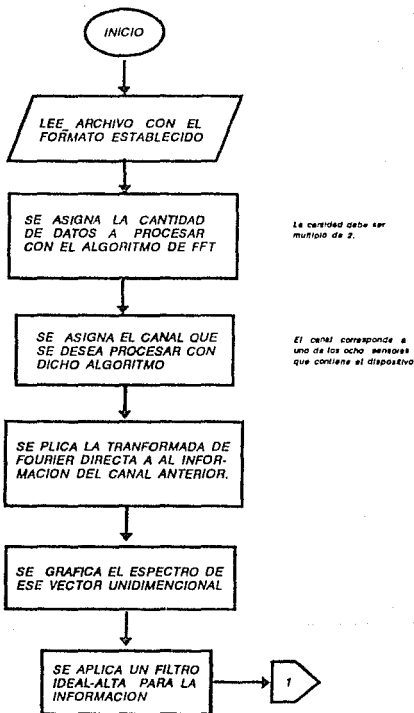 INICIO
LEE ARCHIVO CON EL
FORMATO ESTABLECIDO
SE ASIGNA LA CANTIDAD
DE DATOS A PROCESAR
CON EL ALGORITMO DE FFT
La cantidad debe ser
multiplo de 2.
SE ASIGNA EL CANAL QUE
SE DESEA PROCESAR CON
DICHO ALGORITMO
El canal corresponde a
uno de los ocho sensores
que contiene el dispositivo
SE PLICA LA TRANFORMADA DE
FOURIER DIRECTA A AL INFOR-
MACION DEL CANAL ANTERIOR.
SE GRAFICA EL ESPECTRO DE
ESE VECTOR UNIDIMENCIONAL
SE APLICA UN FILTRO
IDEAL-ALTA PARA LA
INFORMACION
1